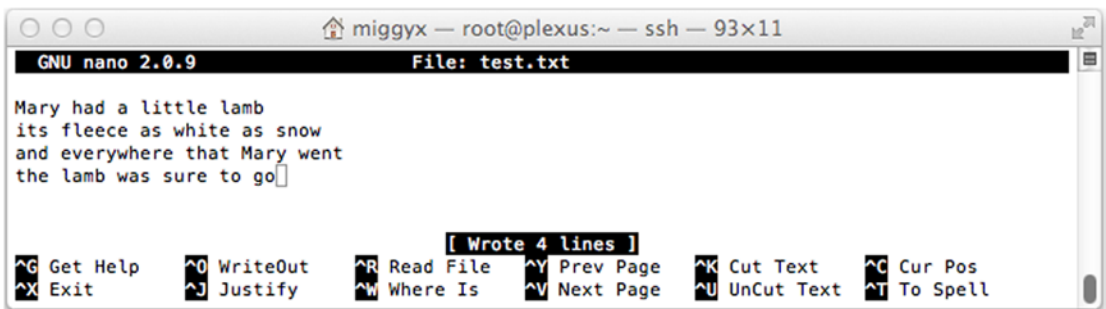 miggyx — root@plexus:~ — ssh — 93×11
GNU nano 2.0.9 File: test.txt
Mary had a little lamb
its fleece as white as snow
and everywhere that Mary went
the lamb was sure to go
[ Wrote 4 lines ]
^G Get Help ^O WriteOut ^R Read File ^Y Prev Page ^K Cut Text ^C Cur Pos
^X Exit ^J Justify ^W Where Is ^V Next Page ^U UnCut Text ^T To Spell